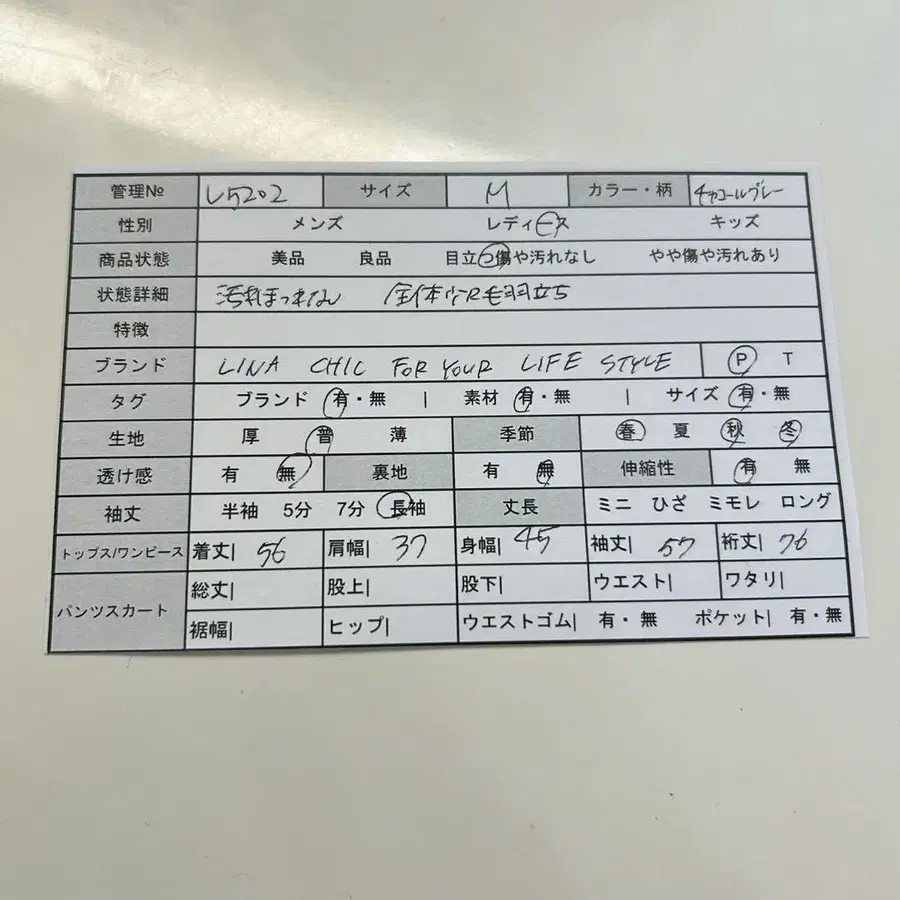 管理№ L5202 サイズ M カラー・柄 チャコールグレー
性別 メンズ レディース キッズ
商品状態 美品 良品 目立つ傷や汚れなし やや傷や汚れあり
状態詳細 全体 毛羽立ち
特徴
ブランド LINA CHIC FOR YOUR LIFE STYLE P T
タグ ブランド 有・無 | 素材 有・無 | サイズ 有・無
生地 厚 普 薄 季節 春 夏 秋 冬
透け感 有 無 裏地 有 無 伸縮性 有 無
袖丈 半袖 5分 7分 長袖 丈長 ミニ ひざ ミモレ ロング
トップス/ワンピース 着丈| 56 肩幅| 37 身幅| 45 袖丈| 57 裄丈| 76
パンツスカート 総丈| 股上| 股下| ウエスト| ワタリ|
裾幅| ヒップ| ウエストゴム| 有・無 ポケット| 有・無